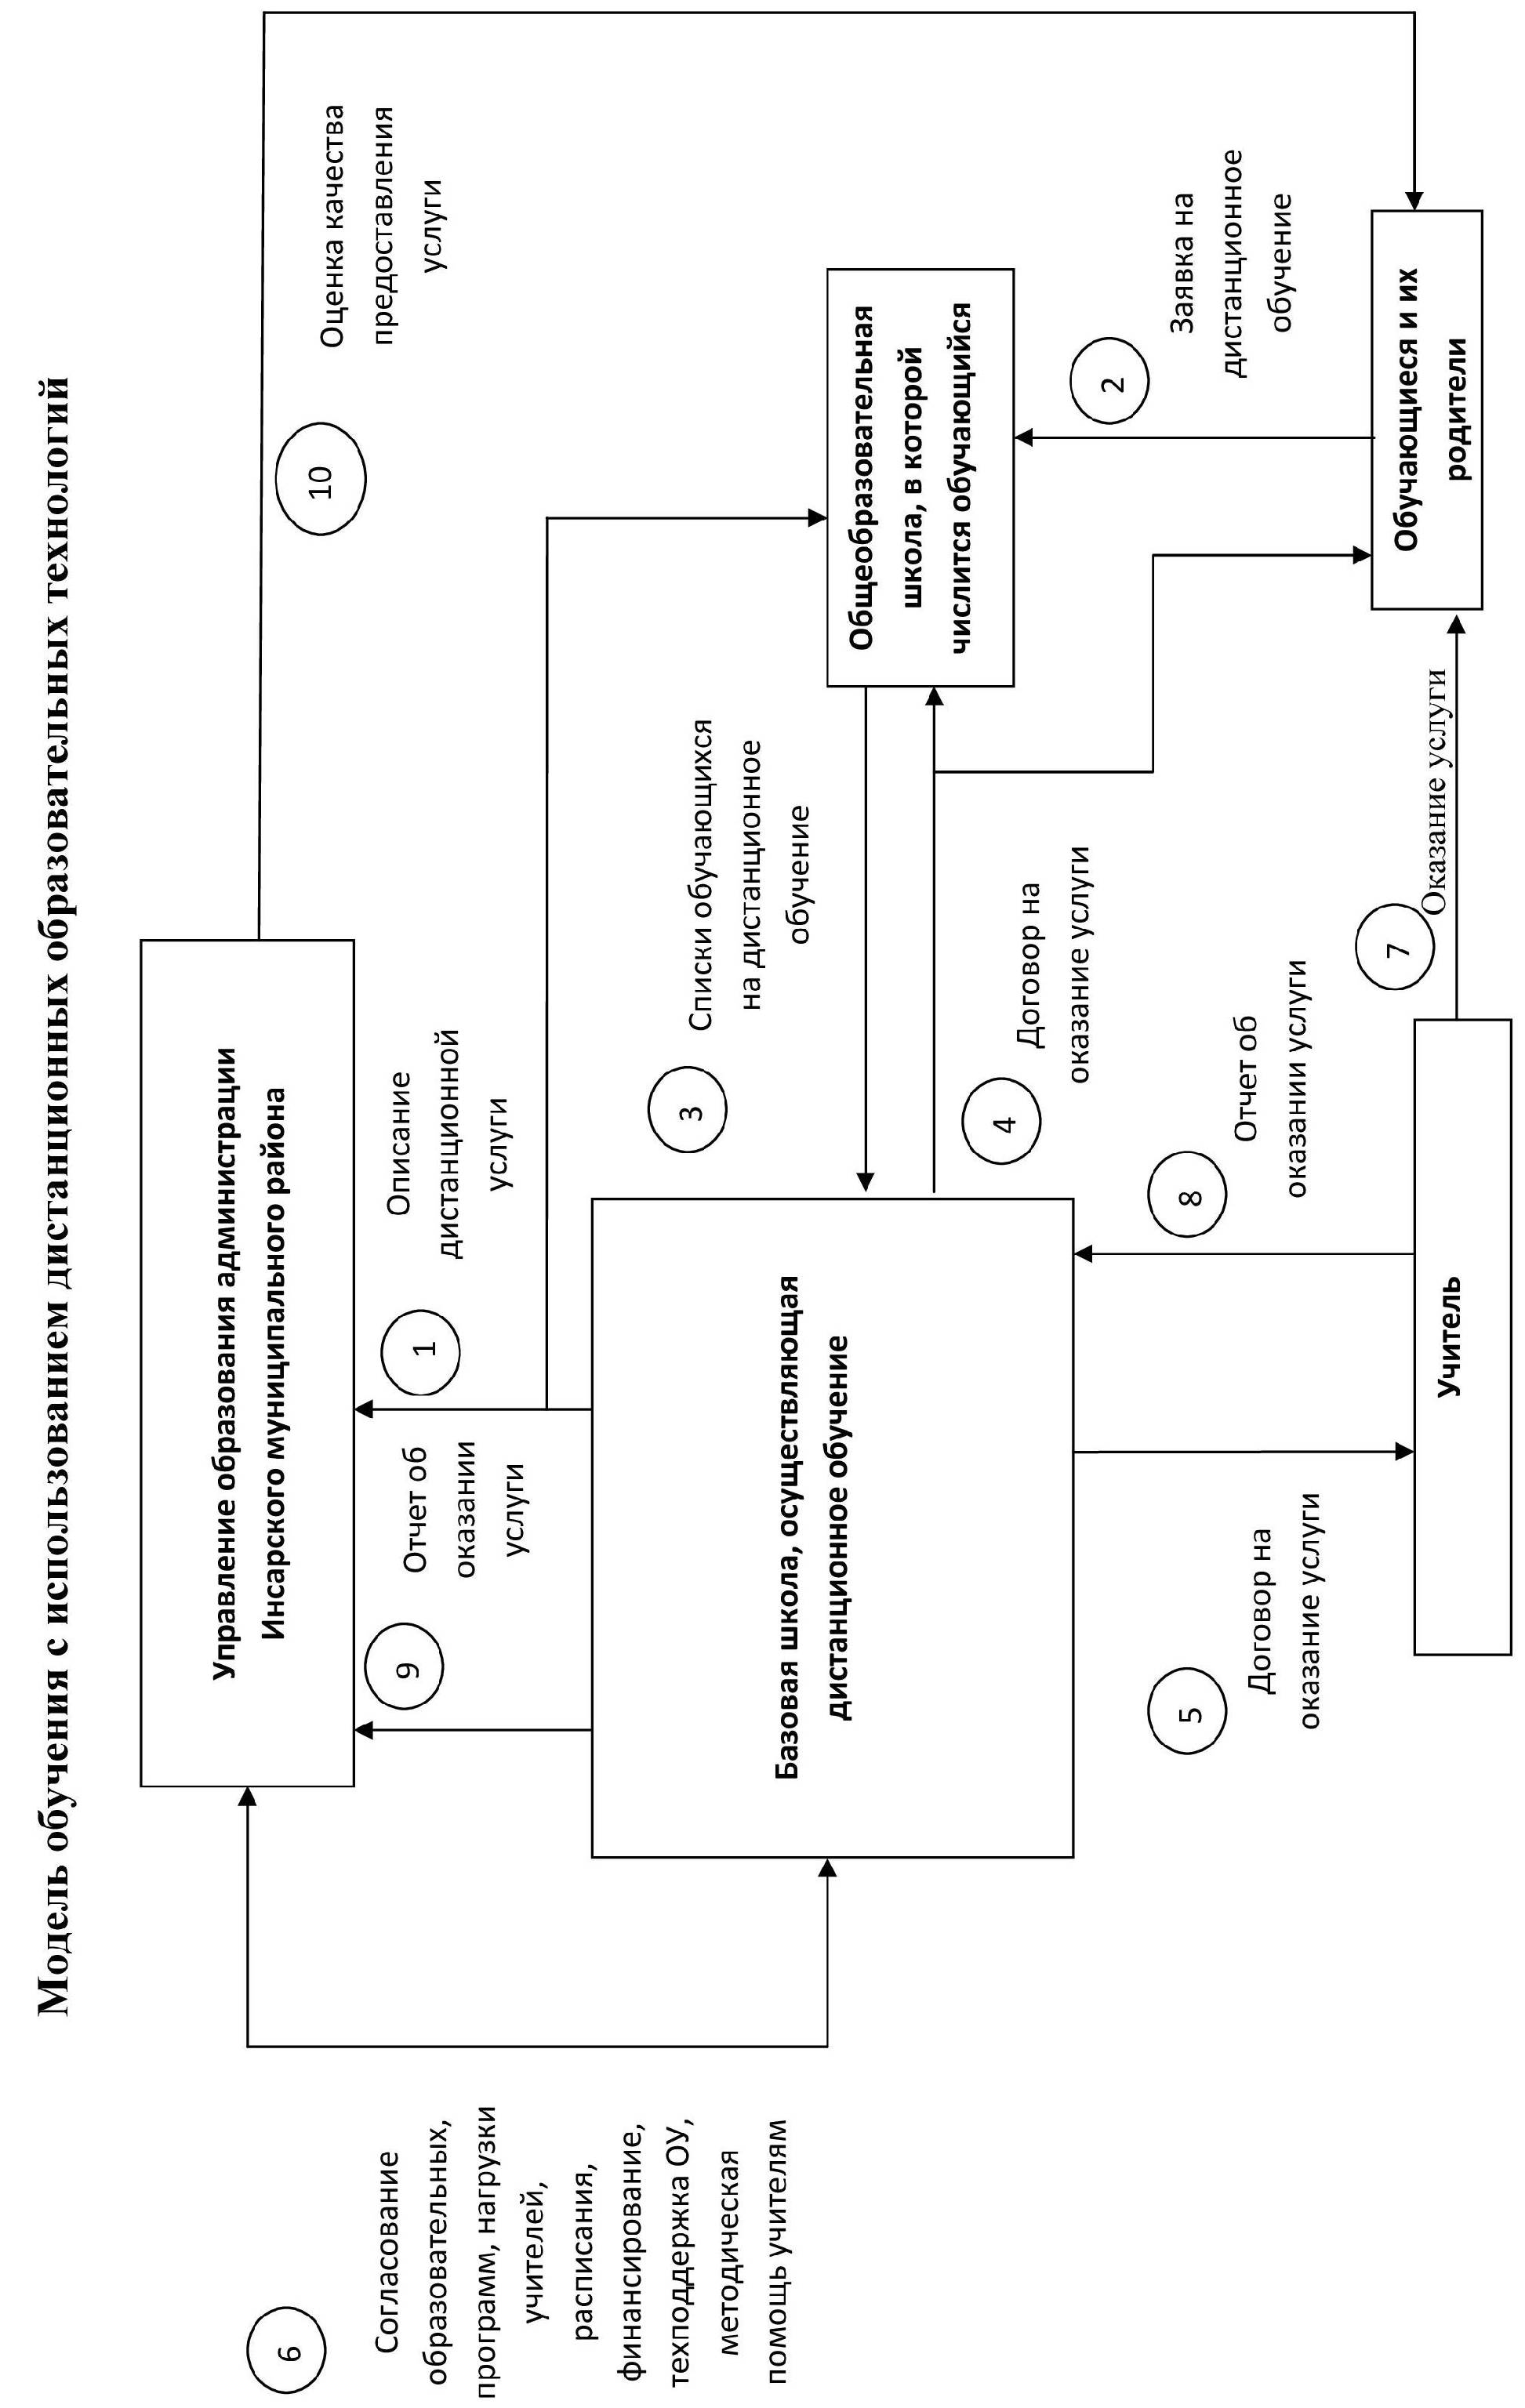 Модель обучения с использованием дистанционных образовательных технологий
6
Согласование
образовательных,
программ, нагрузки
учителей,
расписания,
финансирование,
техподдержка ОУ,
методическая
помощь учителям
Управление образования администрации
Инсарского муниципального района
10
Оценка качества
предоставления
услуги
9
Отчет об
оказании
услуги
1
Описание
дистанционной
услуги
Базовая школа, осуществляющая
дистанционное обучение
3
Списки обучающихся
на дистанционное
обучение
4
Договор на
оказание услуги
Общеобразовательная
школа, в которой
числится обучающийся
2
Заявка на
дистанционное
обучение
5
Договор на
оказание услуги
8
Отчет об
оказании услуги
7
Оказание услуги
Учитель
Обучающиеся и их
родители